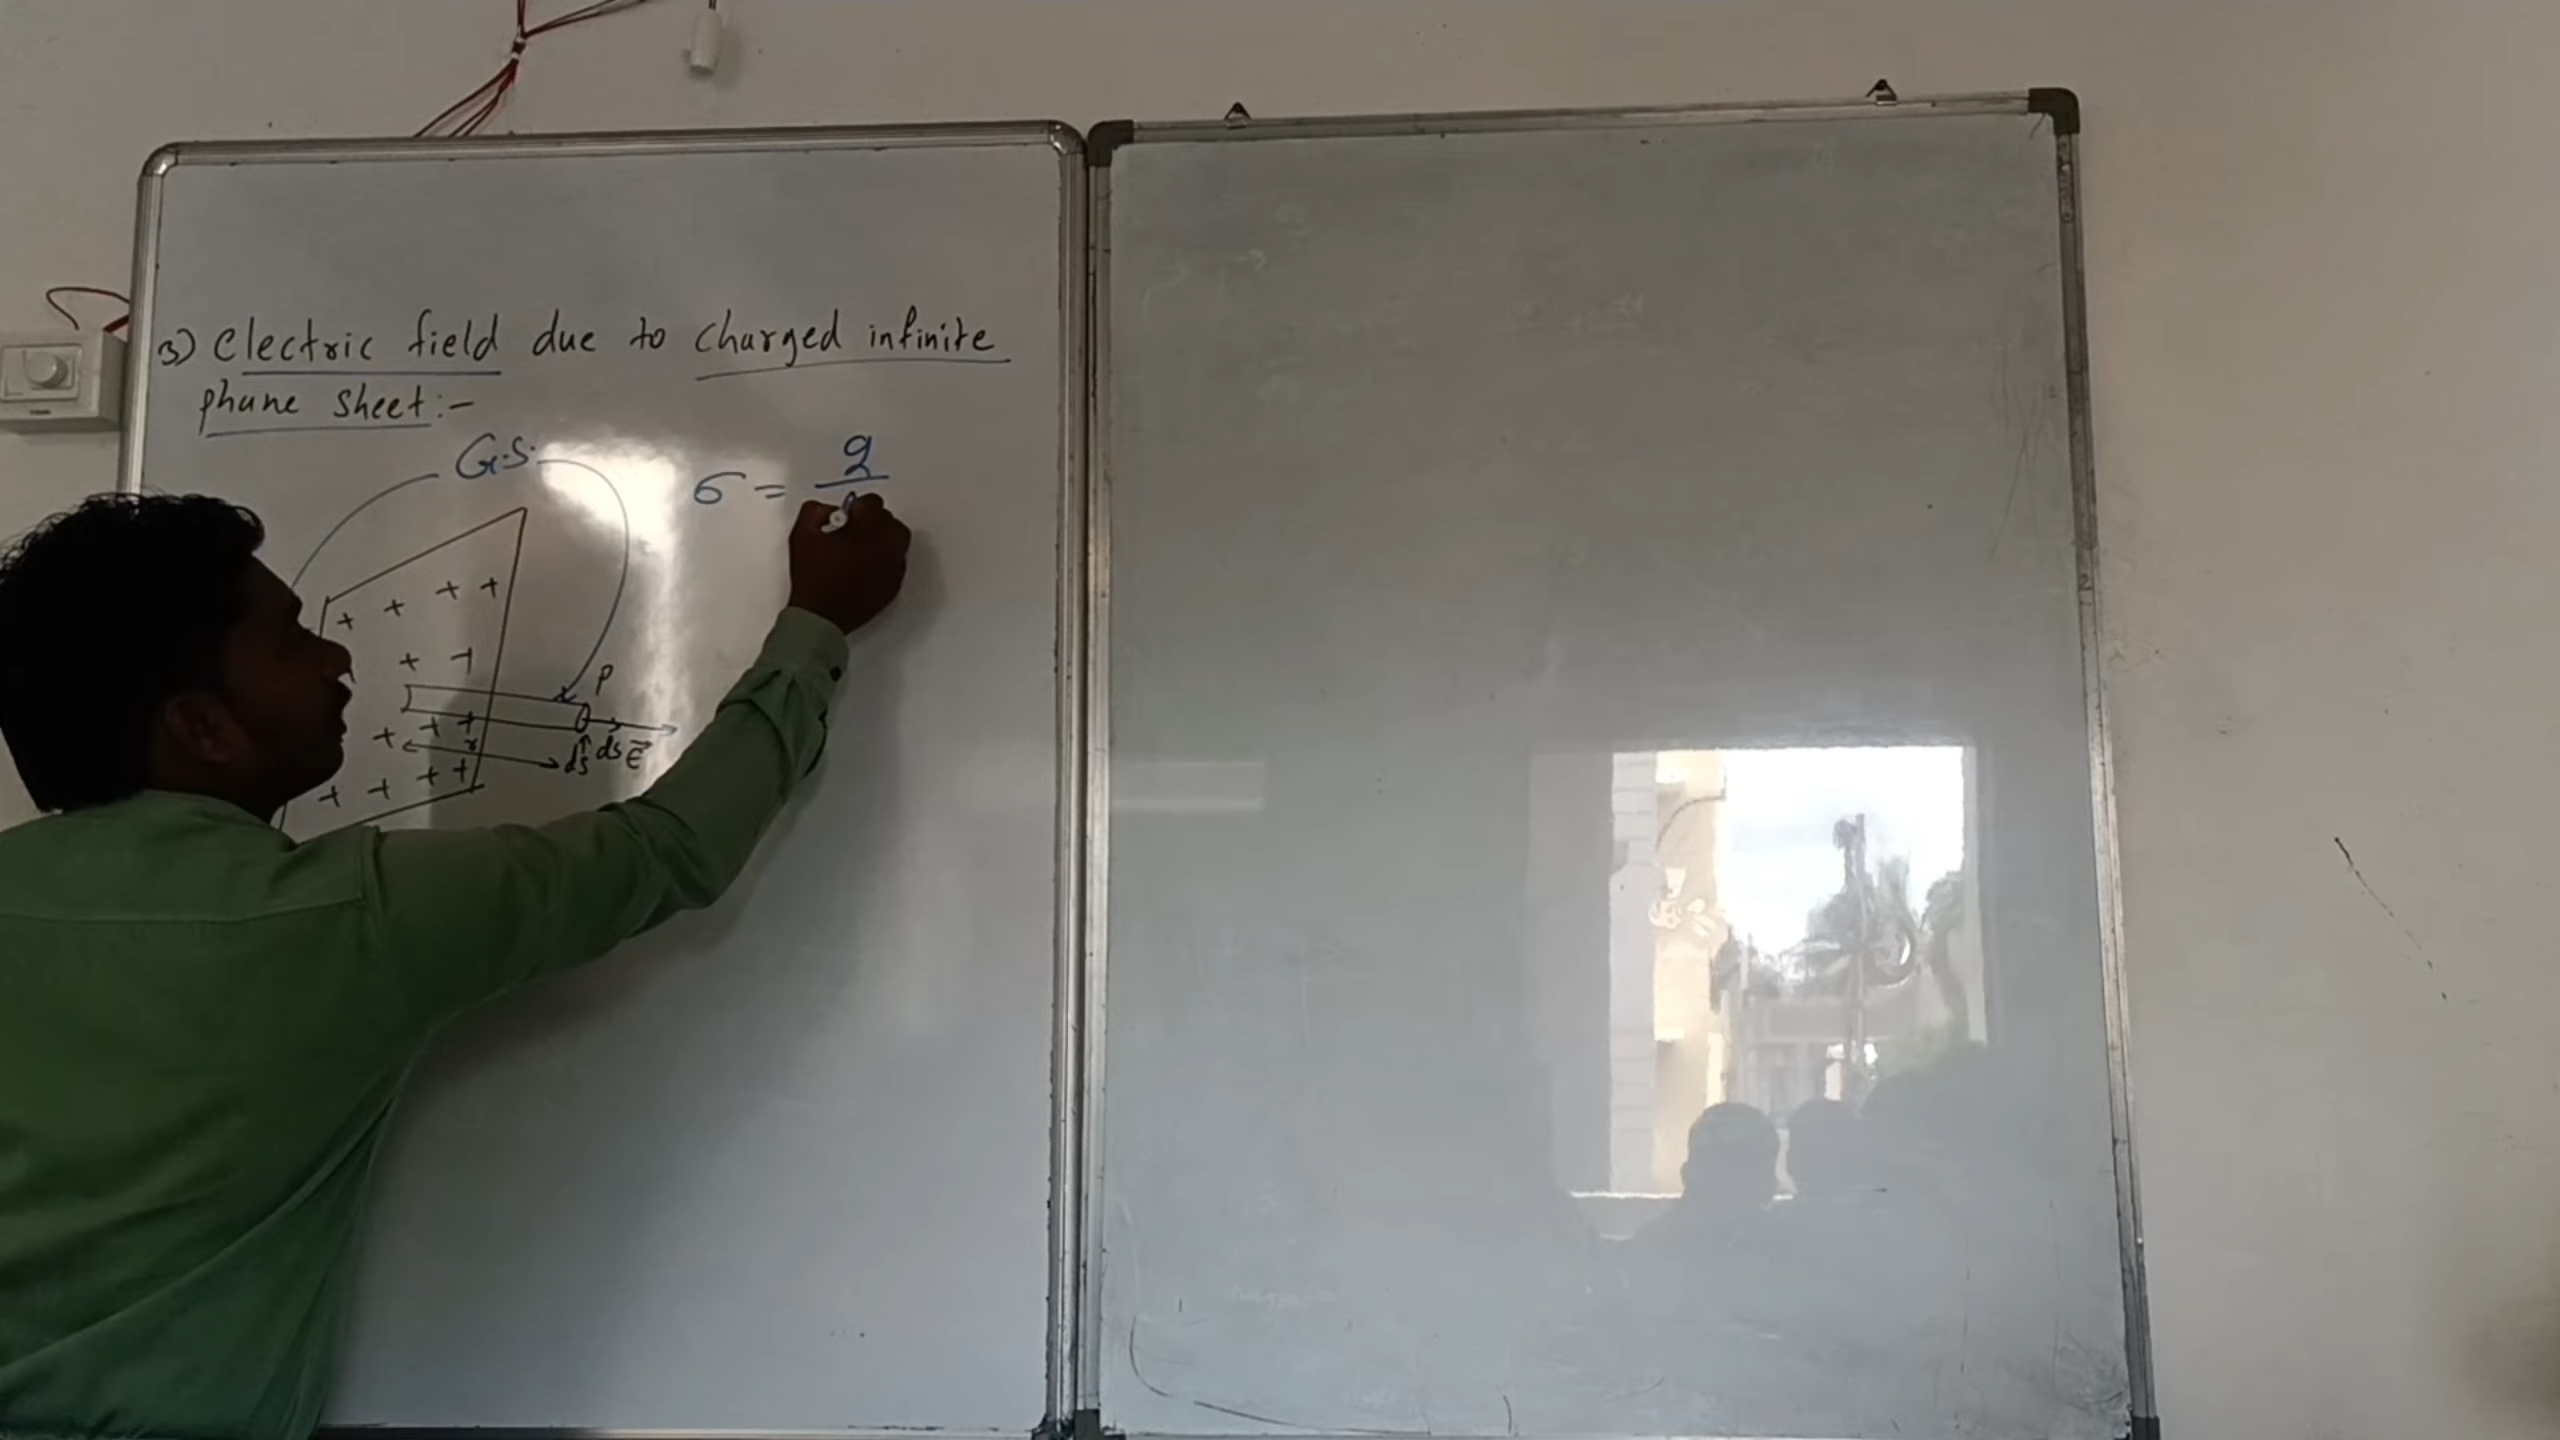 3) Electric field due to charged infinite
phane sheet:-
G.S.
σ = q
+ + + +
+ +
P
+ + +
r
ds ds E
+ + + +